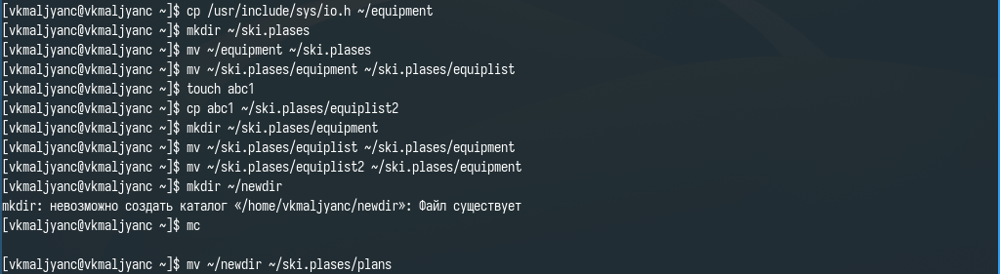 [vkmaljyanc@vkmaljyanc ~]$ cp /usr/include/sys/io.h ~/equipment
[vkmaljyanc@vkmaljyanc ~]$ mkdir ~/ski.plases
[vkmaljyanc@vkmaljyanc ~]$ mv ~/equipment ~/ski.plases
[vkmaljyanc@vkmaljyanc ~]$ mv ~/ski.plases/equipment ~/ski.plases/equiplist
[vkmaljyanc@vkmaljyanc ~]$ touch abc1
[vkmaljyanc@vkmaljyanc ~]$ cp abc1 ~/ski.plases/equiplist2
[vkmaljyanc@vkmaljyanc ~]$ mkdir ~/ski.plases/equipment
[vkmaljyanc@vkmaljyanc ~]$ mv ~/ski.plases/equiplist ~/ski.plases/equipment
[vkmaljyanc@vkmaljyanc ~]$ mv ~/ski.plases/equiplist2 ~/ski.plases/equipment
[vkmaljyanc@vkmaljyanc ~]$ mkdir ~/newdir
mkdir: невозможно создать каталог «/home/vkmaljyanc/newdir»: Файл существует
[vkmaljyanc@vkmaljyanc ~]$ mc
[vkmaljyanc@vkmaljyanc ~]$ mv ~/newdir ~/ski.plases/plans